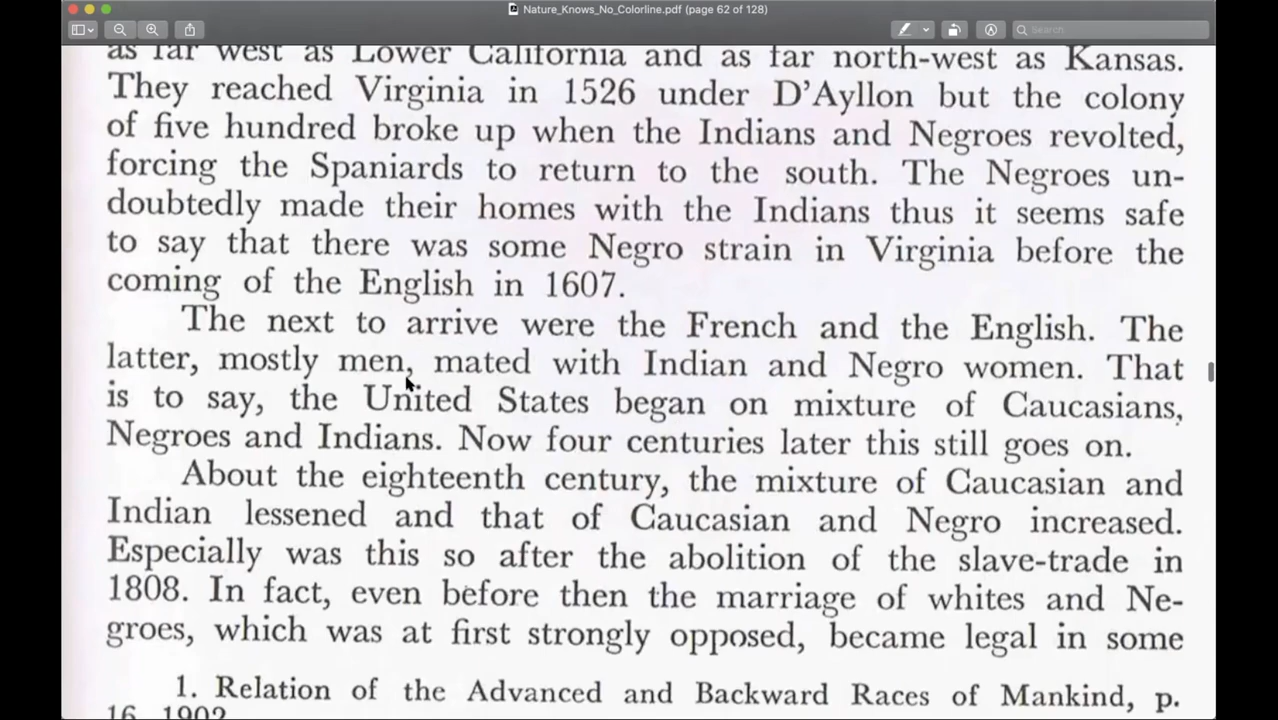 Nature_Knows_No_Colorline.pdf (page 62 of 128)
Search
as far west as Lower California and as far north-west as Kansas.
They reached Virginia in 1526 under D'Ayllon but the colony
of five hundred broke up when the Indians and Negroes revolted,
forcing the Spaniards to return to the south. The Negroes un-
doubtedly made their homes with the Indians thus it seems safe
to say that there was some Negro strain in Virginia before the
coming of the English in 1607.
The next to arrive were the French and the English. The
latter, mostly men, mated with Indian and Negro women. That
is to say, the United States began on mixture of Caucasians,
Negroes and Indians. Now four centuries later this still goes on.
About the eighteenth century, the mixture of Caucasian and
Indian lessened and that of Caucasian and Negro increased.
Especially was this so after the abolition of the slave-trade in
1808. In fact, even before then the marriage of whites and Ne-
groes, which was at first strongly opposed, became legal in some
1. Relation of the Advanced and Backward Races of Mankind, p.
16, 1902